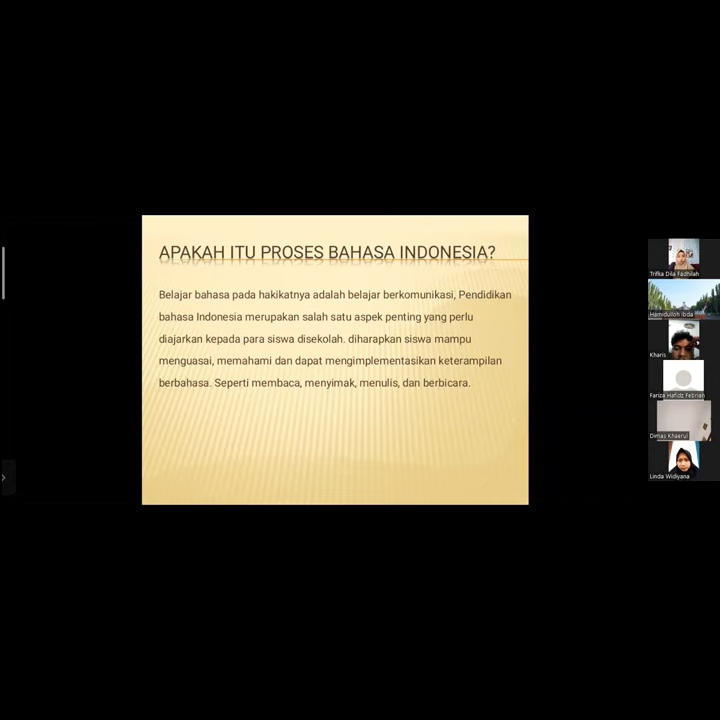 APAKAH ITU PROSES BAHASA INDONESIA?
Belajar bahasa pada hakikatnya adalah belajar berkomunikasi, Pendidikan
bahasa Indonesia merupakan salah satu aspek penting yang perlu
diajarkan kepada para siswa disekolah. diharapkan siswa mampu
menguasai, memahami dan dapat mengimplementasikan keterampilan
berbahasa. Seperti membaca, menyimak, menulis, dan berbicara.
Trifka Dila Fadhilah
Hamidulloh Ibda
Kharis
Fariza Hafidz Febrian
Dimas Khaerul
Linda Widiyana